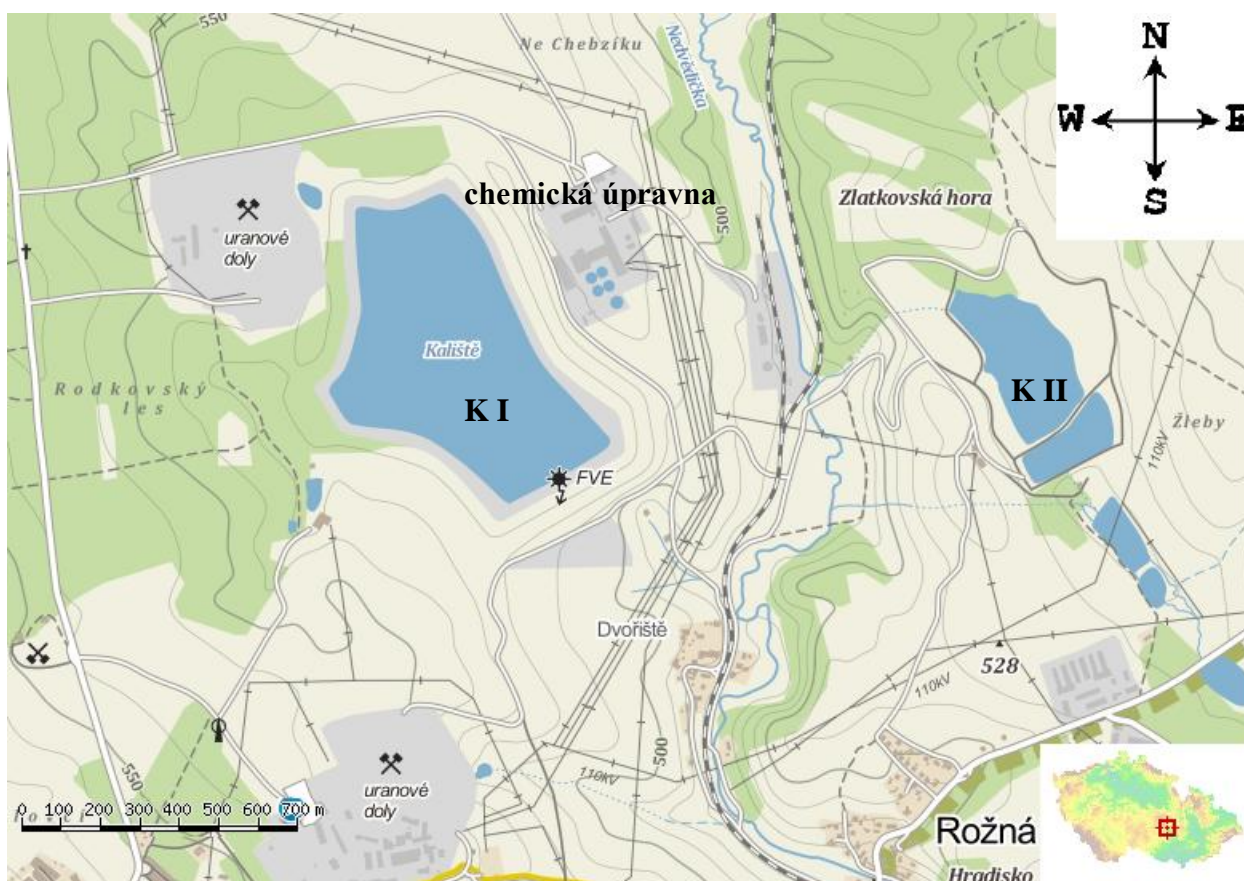 550
Ne Chebzíku
Nedvědička
N
W
E
S
chemická úpravna
Zlatkovská hora
500
uranové
doly
Kaliště
K I
K II
Rodkovský
les
Žleby
110kV
FVE
Dvořiště
528
110kV
500
110kV
550
uranové
doly
0 100 200 300 400 500 600 700 m
Rožná
Hradisko